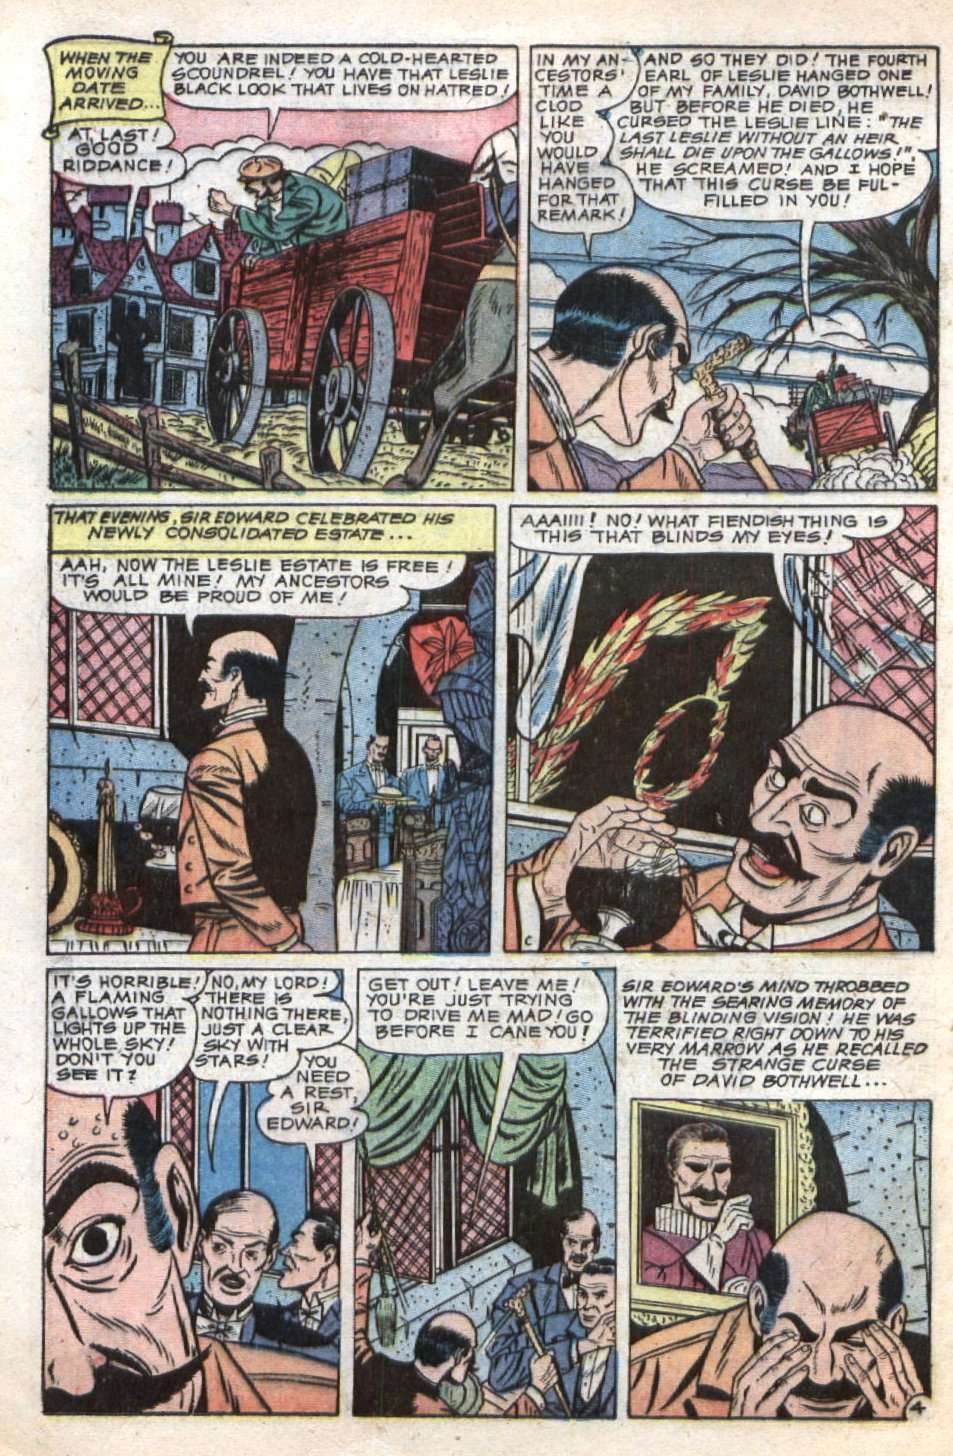 WHEN THE
MOVING
DATE
ARRIVED...
AT LAST!
GOOD
RIDDANCE!
YOU ARE INDEED A COLD-HEARTED
SCOUNDREL! YOU HAVE THAT LESLIE
BLACK LOOK THAT LIVES ON HATRED!
IN MY AN-
CESTORS'
TIME A
CLOD
LIKE
YOU
WOULD
HAVE
HANGED
FOR THAT
REMARK!
AND SO THEY DID! THE FOURTH
EARL OF LESLIE HANGED ONE
OF MY FAMILY, DAVID BOTHWELL!
BUT BEFORE HE DIED, HE
CURSED THE LESLIE LINE: "THE
LAST LESLIE WITHOUT AN HEIR
SHALL DIE UPON THE GALLOWS!",
HE SCREAMED! AND I HOPE
THAT THIS CURSE BE FUL-
FILLED IN YOU!
THAT EVENING, SIR EDWARD CELEBRATED HIS
NEWLY CONSOLIDATED ESTATE...
AAH, NOW THE LESLIE ESTATE IS FREE!
IT'S ALL MINE! MY ANCESTORS
WOULD BE PROUD OF ME!
AAAIIII! NO! WHAT FIENDISH THING IS
THIS THAT BLINDS MY EYES!
C
IT'S HORRIBLE!
A FLAMING
GALLOWS THAT
LIGHTS UP THE
WHOLE SKY!
DON'T YOU
SEE IT?
NO, MY LORD!
THERE IS
NOTHING THERE,
JUST A CLEAR
SKY WITH
STARS!
YOU
NEED
A REST,
SIR
EDWARD!
GET OUT! LEAVE ME!
YOU'RE JUST TRYING
TO DRIVE ME MAD! GO
BEFORE I CANE YOU!
SIR EDWARD'S MIND THROBBED
WITH THE SEARING MEMORY OF
THE BLINDING VISION! HE WAS
TERRIFIED RIGHT DOWN TO HIS
VERY MARROW AS HE RECALLED
THE STRANGE CURSE
OF DAVID BOTHWELL...
4